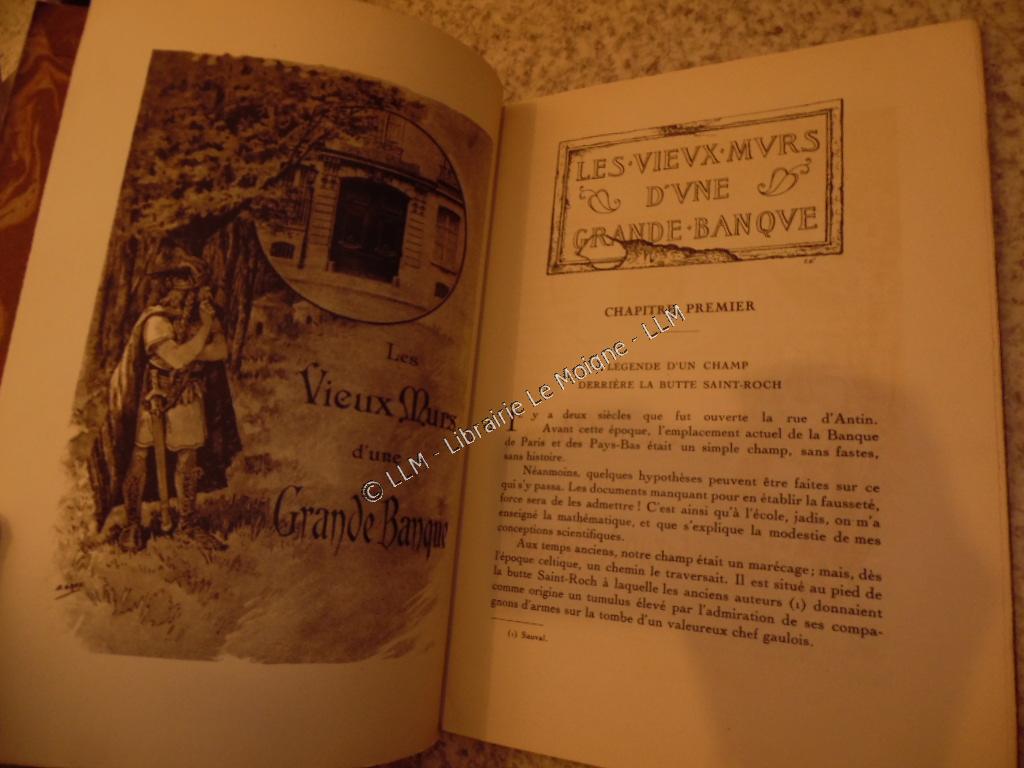 Les
Vieux Murs
d'une
Grande Banque
LES·VIEVX·MVRS
D'VNE
GRANDE·BANQVE
CHAPITRE PREMIER
LÉGENDE D'UN CHAMP
DERRIÈRE LA BUTTE SAINT-ROCH
I y a deux siècles que fut ouverte la rue d'Antin.
Avant cette époque, l'emplacement actuel de la Banque
de Paris et des Pays-Bas était un simple champ, sans fastes,
sans histoire.
Néanmoins, quelques hypothèses peuvent être faites sur ce
qui s'y passa. Les documents manquant pour en établir la fausseté,
force sera de les admettre ! C'est ainsi qu'à l'école, jadis, on m'a
enseigné la mathématique, et que s'explique la modestie de mes
conceptions scientifiques.
Aux temps anciens, notre champ était un marécage; mais, dès
l'époque celtique, un chemin le traversait. Il est situé au pied de
la butte Saint-Roch à laquelle les anciens auteurs (1) donnaient
comme origine un tumulus élevé par l'admiration de ses compa-
gnons d'armes sur la tombe d'un valeureux chef gaulois.
(1) Sauval.
© LLM - Librairie Le Moigne - LLM